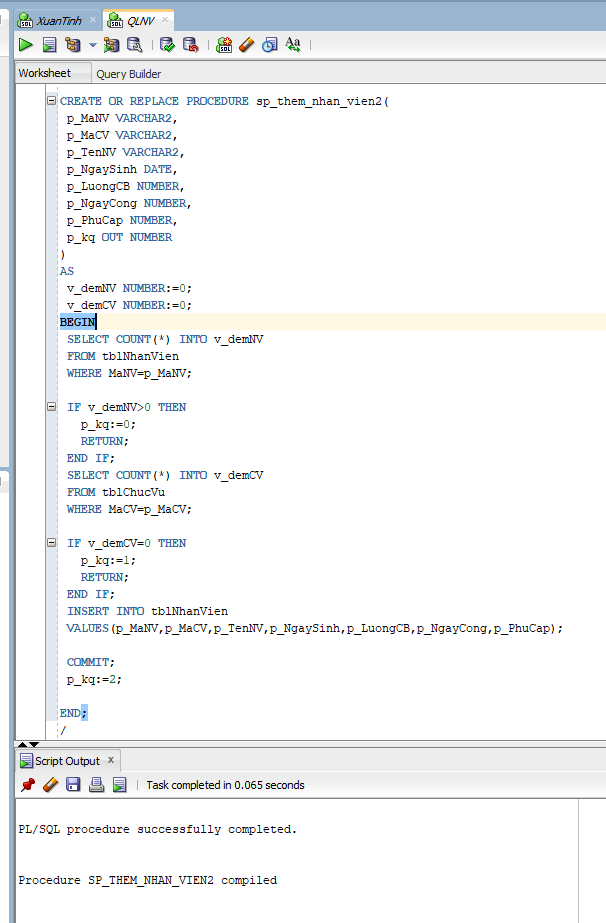 XuanTinh
QLNV
Aa
Worksheet
Query Builder
CREATE OR REPLACE PROCEDURE sp_them_nhan_vien2(
p_MaNV VARCHAR2,
p_MaCV VARCHAR2,
p_TenNV VARCHAR2,
p_NgaySinh DATE,
p_LuongCB NUMBER,
p_NgayCong NUMBER,
p_PhuCap NUMBER,
p_kq OUT NUMBER
)
AS
v_demNV NUMBER:=0;
v_demCV NUMBER:=0;
BEGIN
SELECT COUNT(*) INTO v_demNV
FROM tblNhanVien
WHERE MaNV=p_MaNV;
IF v_demNV>0 THEN
p_kq:=0;
RETURN;
END IF;
SELECT COUNT(*) INTO v_demCV
FROM tblChucVu
WHERE MaCV=p_MaCV;
IF v_demCV=0 THEN
p_kq:=1;
RETURN;
END IF;
INSERT INTO tblNhanVien
VALUES(p_MaNV,p_MaCV,p_TenNV,p_NgaySinh,p_LuongCB,p_NgayCong,p_PhuCap);
COMMIT;
p_kq:=2;
END;
/
Script Output x
Task completed in 0.065 seconds
PL/SQL procedure successfully completed.
Procedure SP_THEM_NHAN_VIEN2 compiled